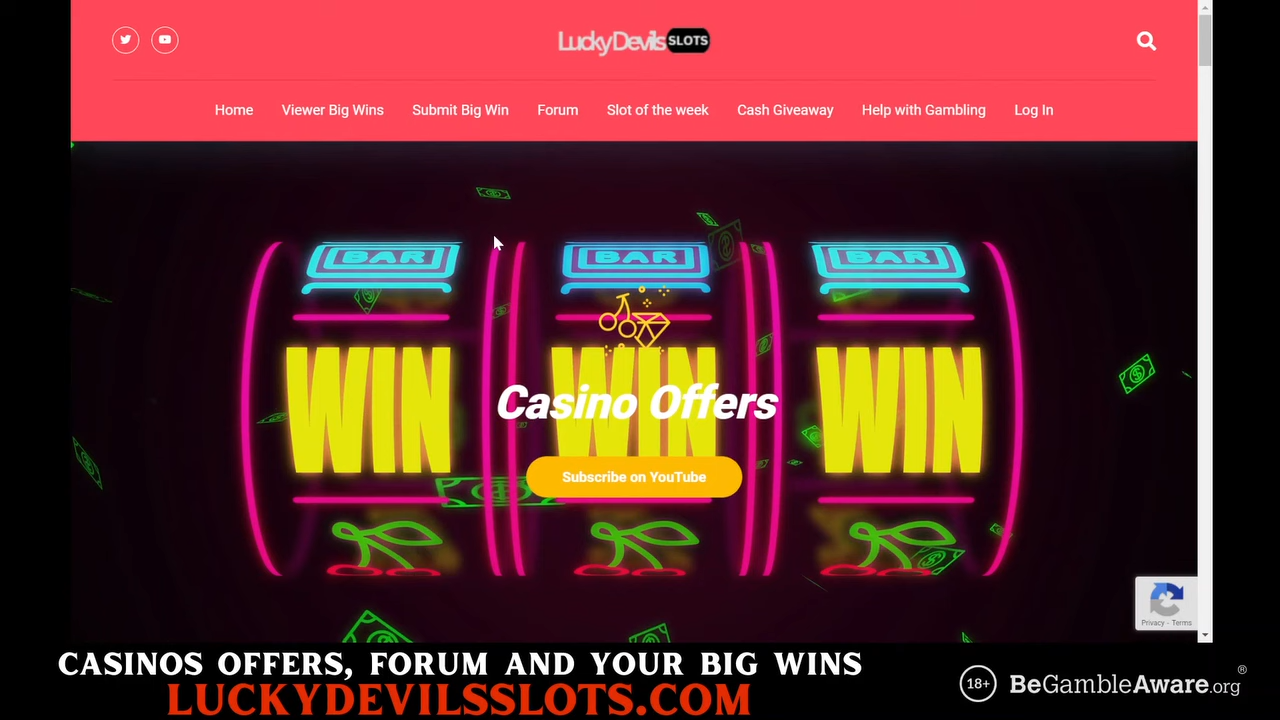 LuckyDevils SLOTS
Home Viewer Big Wins Submit Big Win Forum Slot of the week Cash Giveaway Help with Gambling Log In
BAR BAR BAR
WIN WIN WIN
Casino Offers
Subscribe on YouTube
Privacy - Terms
CASINOS OFFERS, FORUM AND YOUR BIG WINS
LUCKYDEVILSSLOTS.COM
18+ BeGambleAware.org®